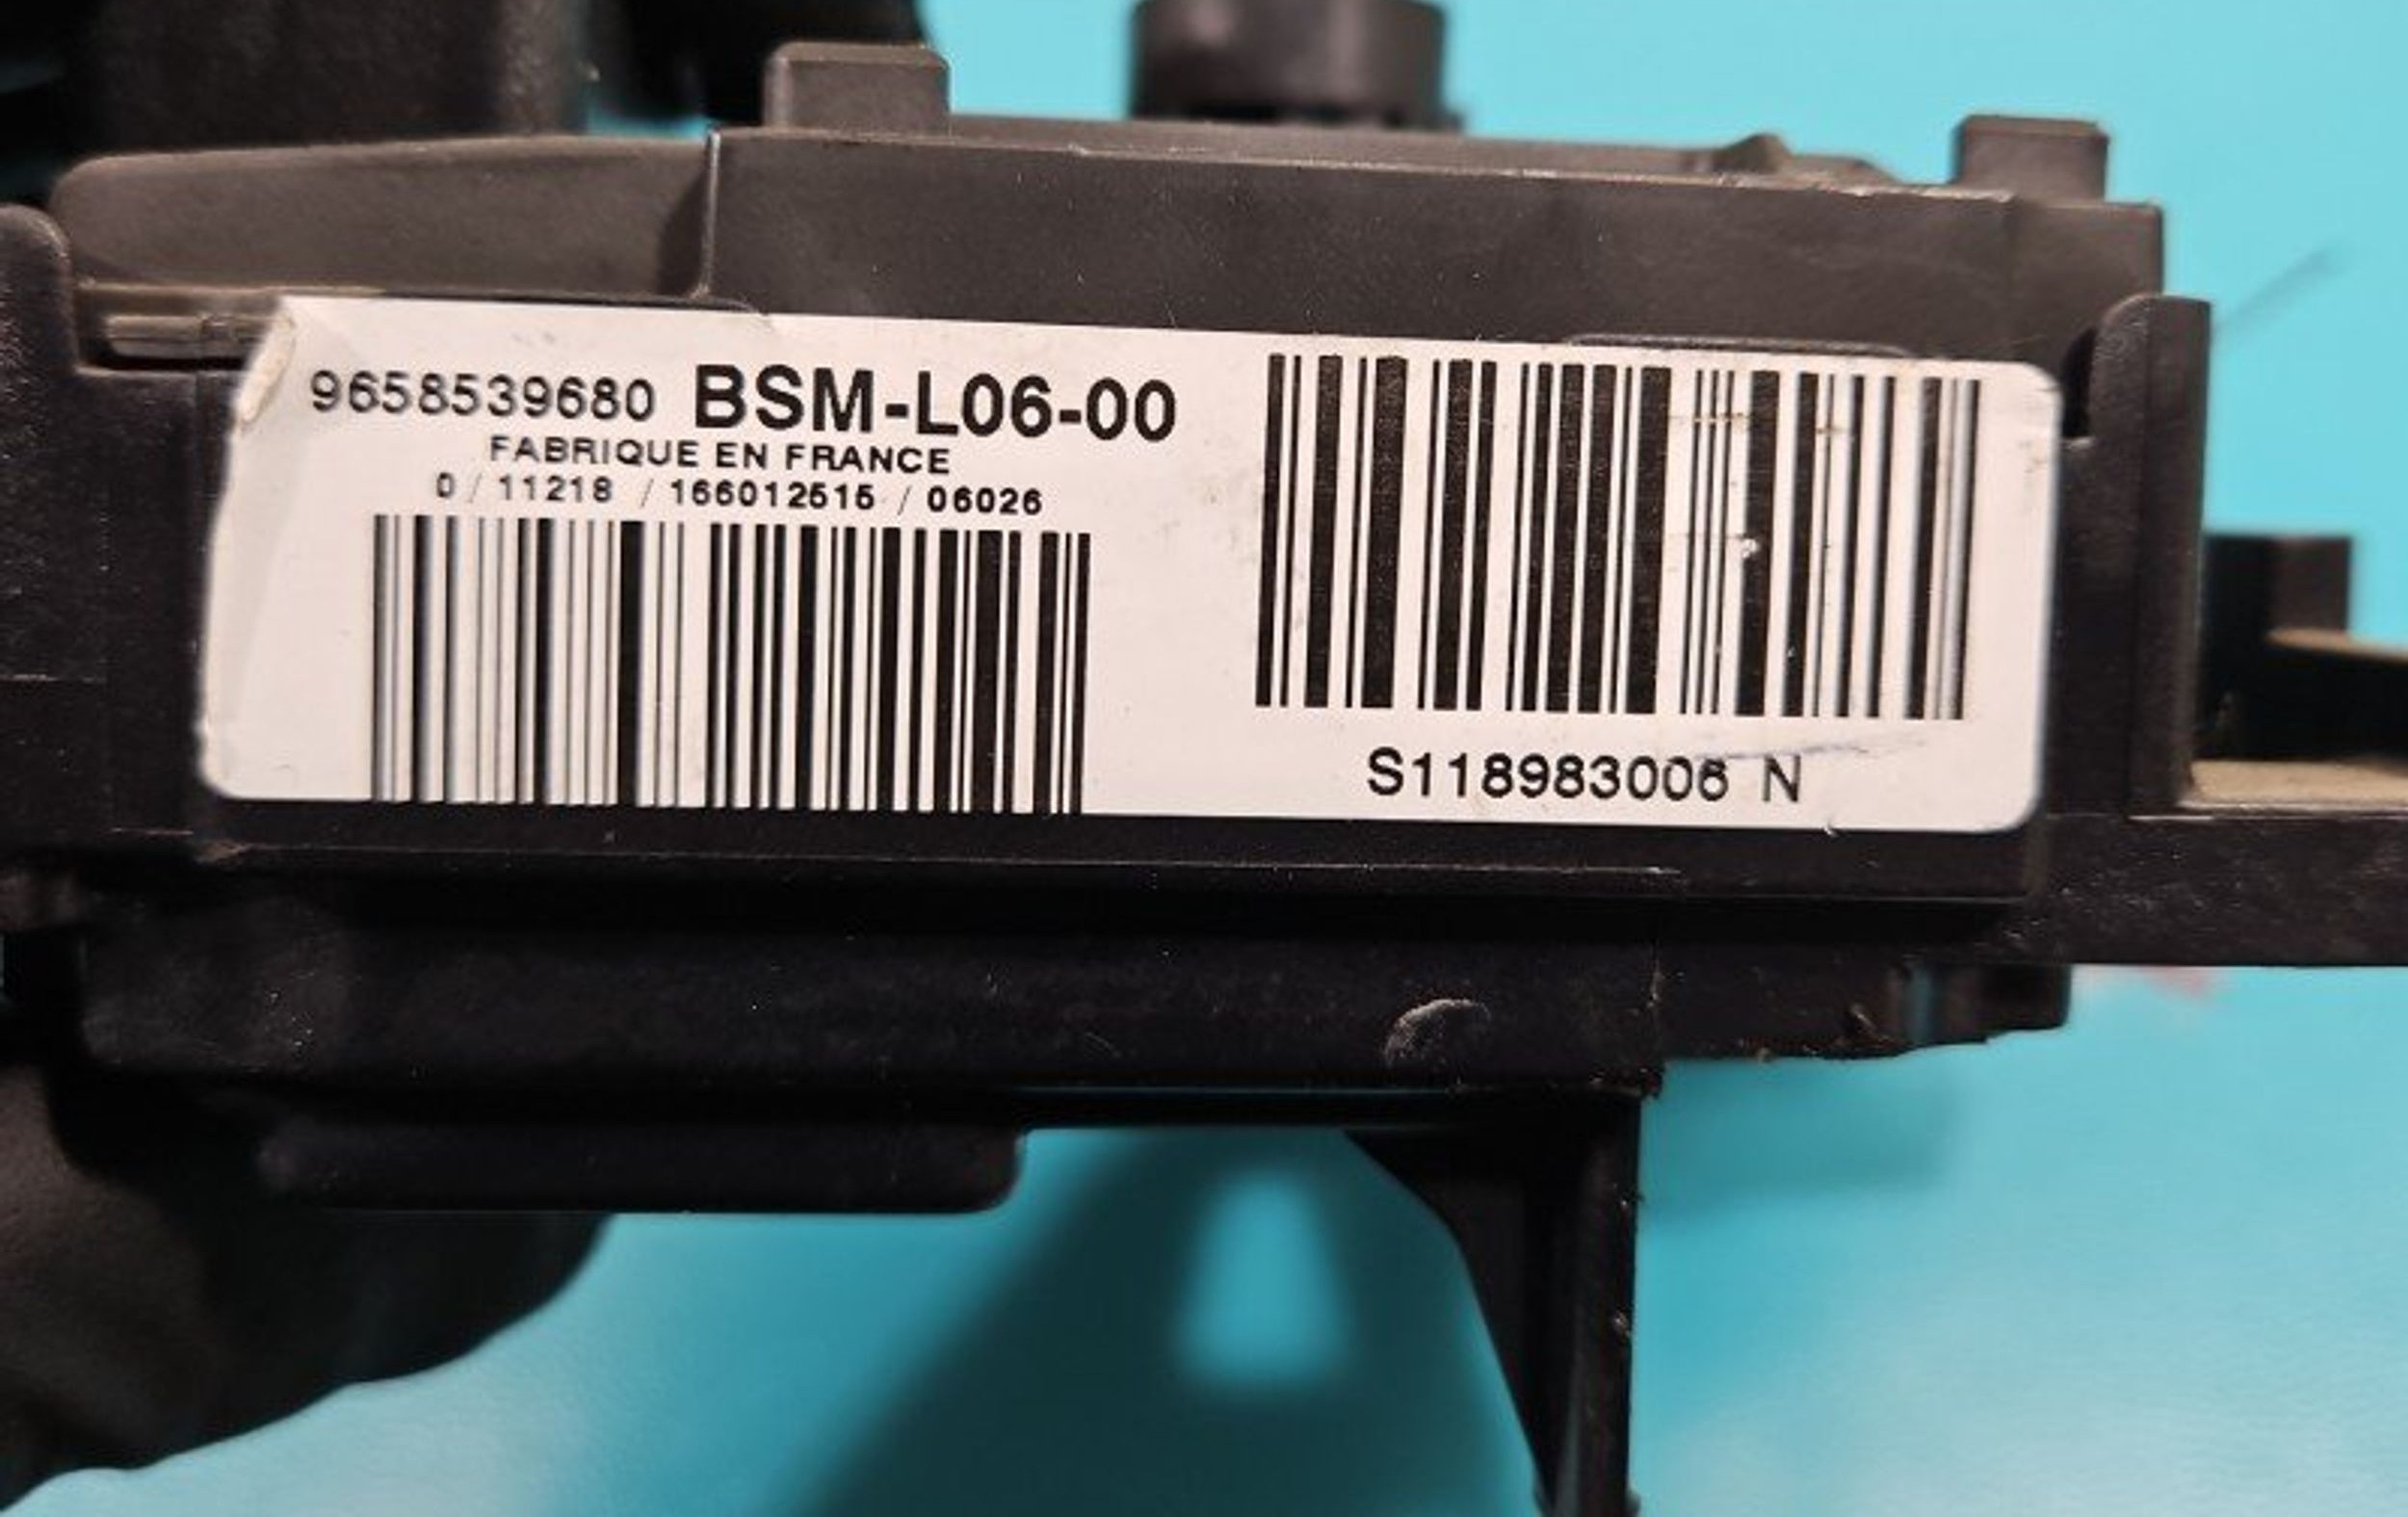 9658539680 BSM-L06-00
FABRIQUE EN FRANCE
0 / 11218 / 166012515 / 06026
S118983006 N